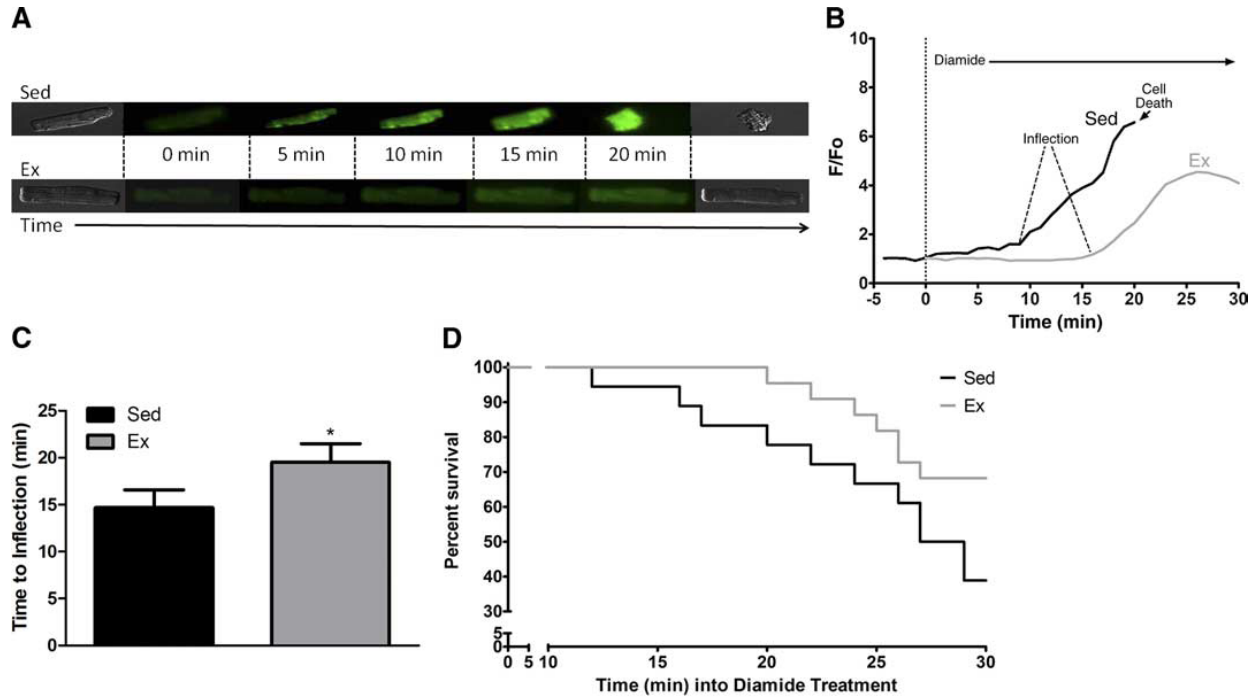 A
Sed
0 min 5 min 10 min 15 min 20 min
Ex
Time
B
10
8
6
4
2
0
F/Fo
Diamide
Inflection
Sed
Cell
Death
Ex
-5 0 5 10 15 20 25 30
Time (min)
C
25
20
15
10
5
0
Time to Inflection (min)
Sed
Ex
*
D
100
90
80
70
60
50
40
30
5
0
Percent survival
Sed
Ex
0 5 10 15 20 25 30
Time (min) into Diamide Treatment